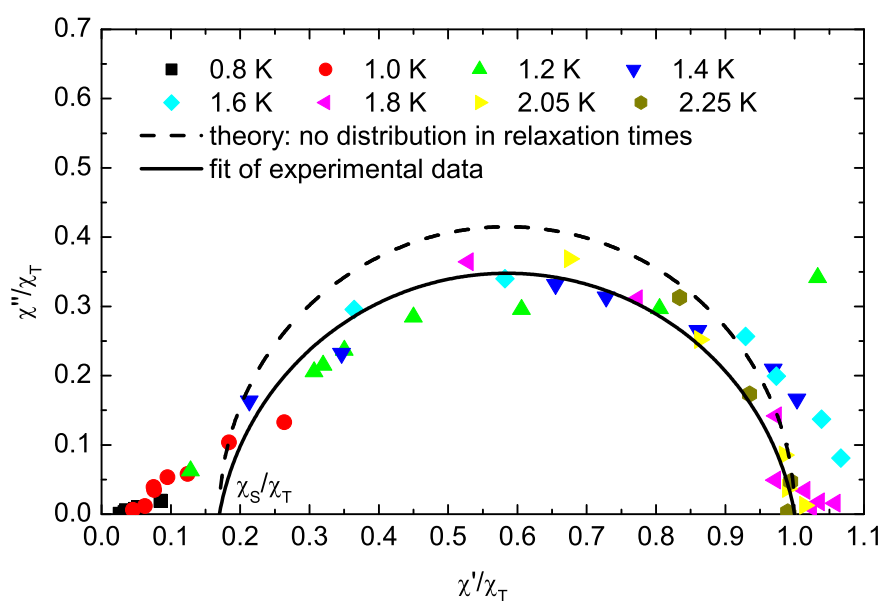 0.7
0.6
0.5
0.4
0.3
0.2
0.1
0.0
χ''/χT
0.8 K 1.0 K 1.2 K 1.4 K
1.6 K 1.8 K 2.05 K 2.25 K
theory: no distribution in relaxation times
fit of experimental data
χS/χT
0.0 0.1 0.2 0.3 0.4 0.5 0.6 0.7 0.8 0.9 1.0 1.1
χ'/χT